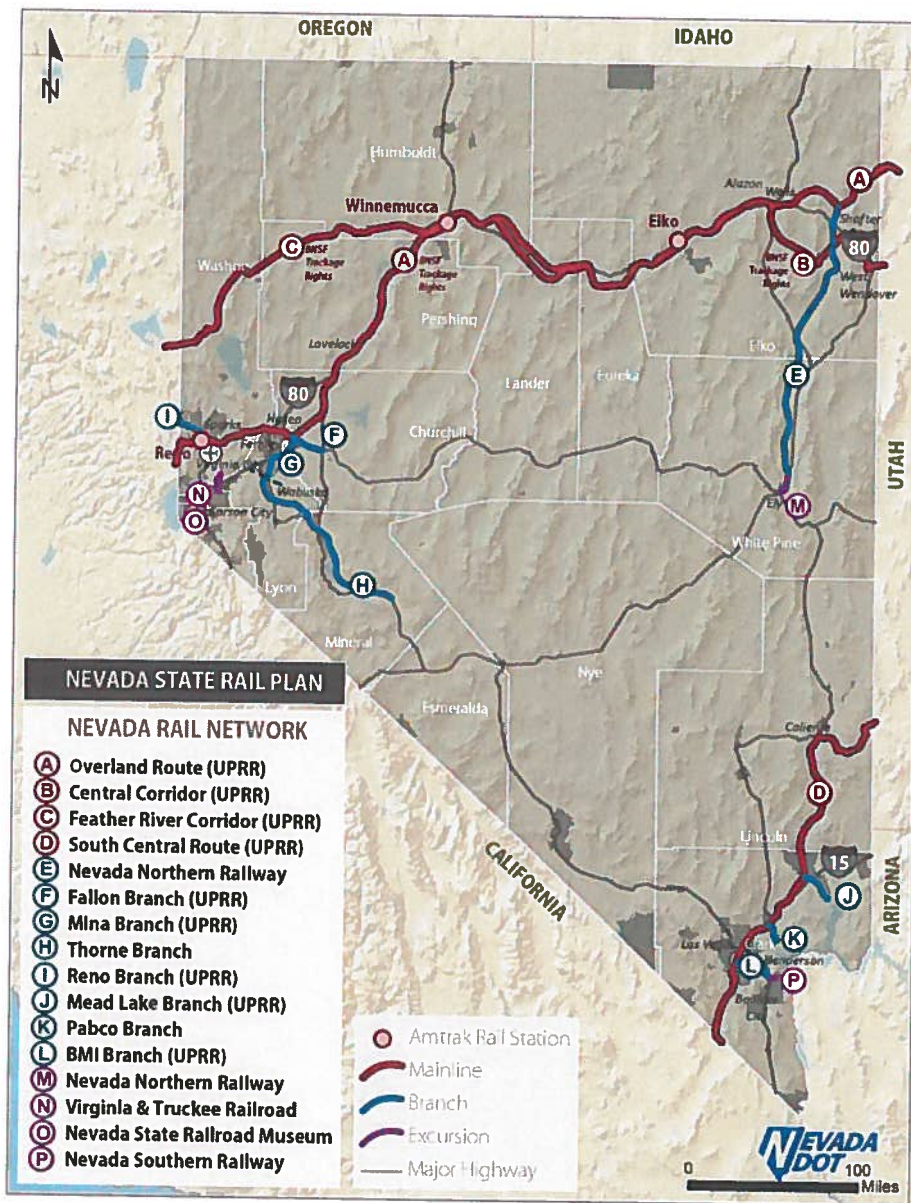 OREGON
IDAHO
N
Humboldt
A
Alazon
Wells
Winnemucca
Elko
Shafter
C
BNSF
Trackage
Rights
A
BNSF
Trackage
Rights
BNSF
Trackage
Rights
B
80
West
Wendover
Washoe
Pershing
Elko
Lovelock
Lander
Eureka
E
80
I
Sparks
Hazen
F
Churchill
Reno
Virginia City
G
UTAH
N
Wabuska
Ely
M
O
Carson City
White Pine
Lyon
H
Mineral
Nye
Esmeralda
Caliente
D
Lincoln
CALIFORNIA
15
J
ARIZONA
K
Clark
L
Henderson
P
NEVADA STATE RAIL PLAN
NEVADA RAIL NETWORK
A Overland Route (UPRR)
B Central Corridor (UPRR)
C Feather River Corridor (UPRR)
D South Central Route (UPRR)
E Nevada Northern Railway
F Fallon Branch (UPRR)
G Mina Branch (UPRR)
H Thorne Branch
I Reno Branch (UPRR)
J Mead Lake Branch (UPRR)
K Pabco Branch
L BMI Branch (UPRR)
M Nevada Northern Railway
N Virginia & Truckee Railroad
O Nevada State Railroad Museum
P Nevada Southern Railway
Amtrak Rail Station
Mainline
Branch
Excursion
Major Highway
NEVADA
DOT
0 100
Miles